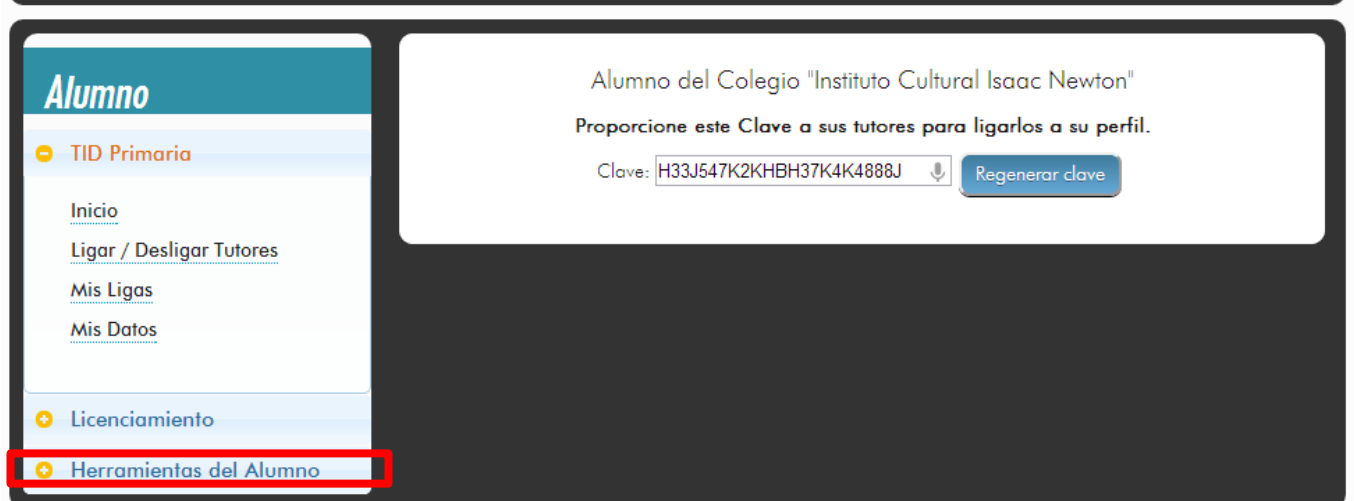 Alumno
TID Primaria
Inicio
Ligar / Desligar Tutores
Mis Ligas
Mis Datos
Licenciamiento
Herramientas del Alumno
Alumno del Colegio "Instituto Cultural Isaac Newton"
Proporcione este Clave a sus tutores para ligarlos a su perfil.
Clave: H33J547K2KHBH37K4K4888J Regenerar clave